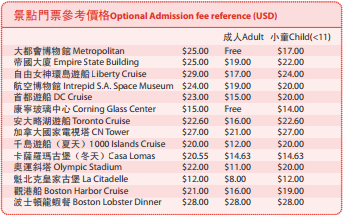 景點門票參考價格Optional Admission fee reference (USD)
成人Adult 小童Child(<11)
大都會博物館 Metropolitan $25.00 Free $17.00
帝國大廈 Empire State Building $25.00 $19.00 $22.00
自由女神環島遊船 Liberty Cruise $29.00 $17.00 $24.00
航空博物館 Intrepid S.A. Space Museum $24.00 $19.00 $20.00
首都遊船 DC Cruise $23.00 $15.00 $20.00
康寧玻璃中心 Corning Glass Center $15.00 Free $14.00
安大略湖遊船 Toronto Cruise $22.60 $16.00 $22.60
加拿大國家電視塔 CN Tower $27.00 $21.00 $27.00
千島遊船（夏天）1000 Islands Cruise $20.00 $12.00 $20.00
卡薩羅瑪古堡（冬天）Casa Lomas $20.55 $14.63 $14.63
奧運斜塔 Olympic Stadium $22.00 $11.00 $20.00
魁北克皇家古堡 La Citadelle $12.00 $8.00 $12.00
觀港船 Boston Harbor Cruise $21.00 $16.00 $19.00
波士頓龍蝦餐 Boston Lobster Dinner $28.00 $28.00 $28.00